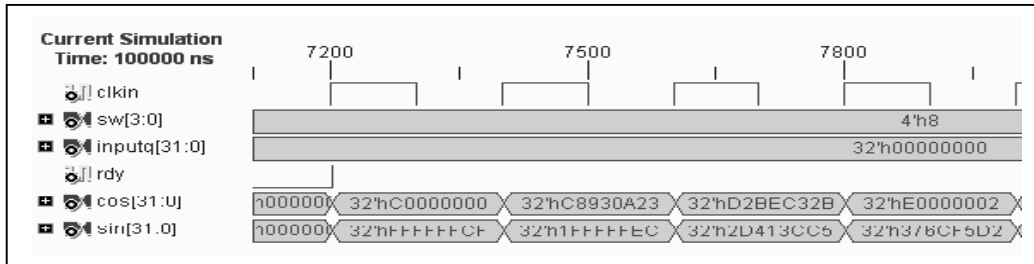 Current Simulation
Time: 100000 ns
7200 7500 7800
clkin
sw[3:0] 4'h8
inputq[31:0] 32'h00000000
rdy
cos[31:0] h00000 32'hC0000000 32'hC8930A23 32'hD2BEC32B 32'hE0000002
sin[31:0] h00000 32'hFFFFFFCF 32'h1FFFFFEC 32'h2D413CC5 32'h376CF5D2